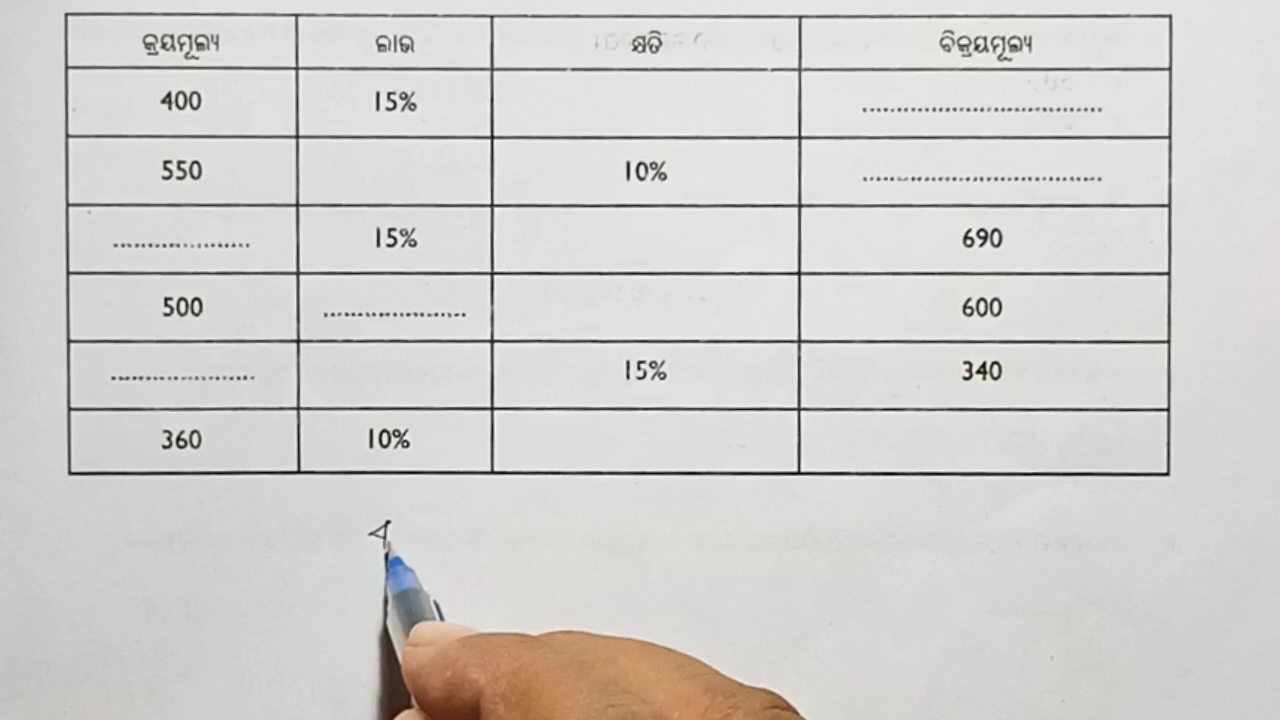 କ୍ରୟମୂଲ୍ୟ ଲାଭ କ୍ଷତି ବିକ୍ରୟମୂଲ୍ୟ
400 15% ..............................
550 10% ..............................
................... 15% 690
500 ................... 600
................... 15% 340
360 10%